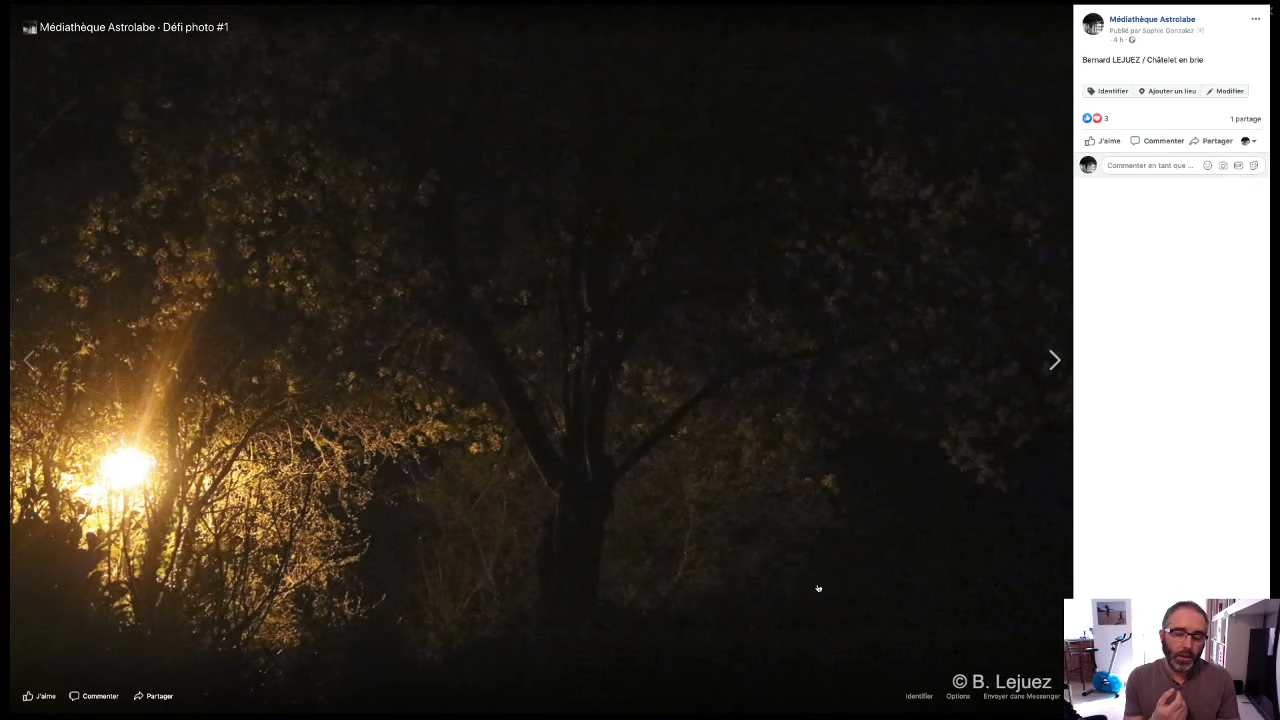 Médiathèque Astrolabe · Défi photo #1
Médiathèque Astrolabe
Publié par Sophie Gonzalez
· 4 h ·
Bernard LEJUEZ / Châtelet en brie
Identifier Ajouter un lieu Modifier
3 1 partage
J'aime Commenter Partager
Commenter en tant que ...
© B. Lejuez
J'aime Commenter Partager
Identifier Options Envoyer dans Messenger